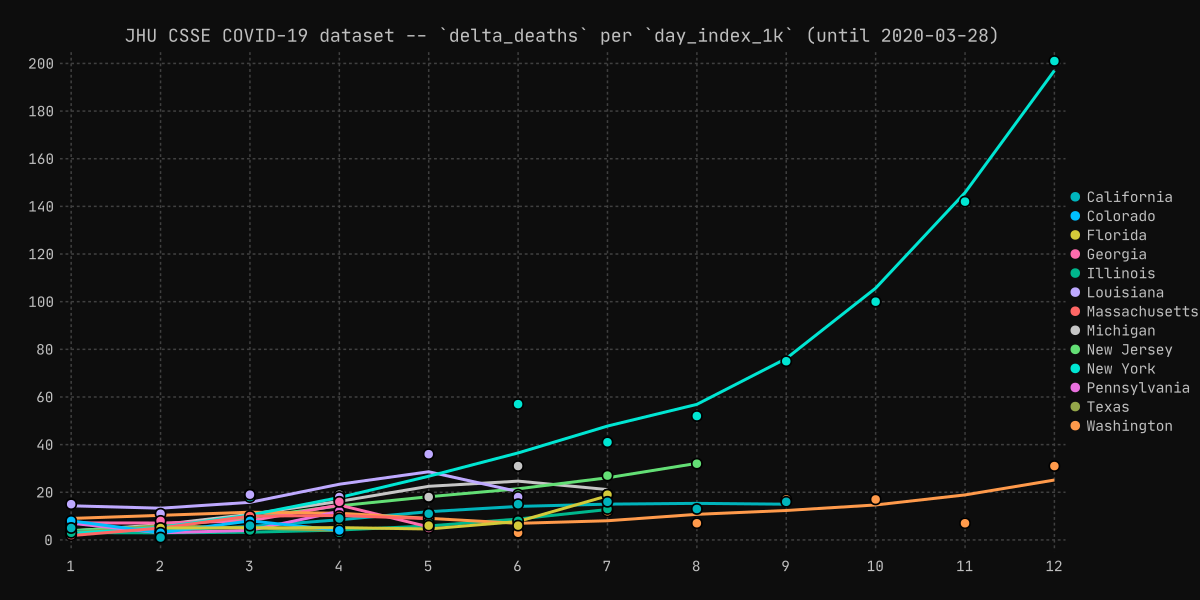 JHU CSSE COVID-19 dataset -- `delta_deaths` per `day_index_1k` (until 2020-03-28)
200
180
160
140
120
100
80
60
40
20
0
1 2 3 4 5 6 7 8 9 10 11 12
California
Colorado
Florida
Georgia
Illinois
Louisiana
Massachusetts
Michigan
New Jersey
New York
Pennsylvania
Texas
Washington